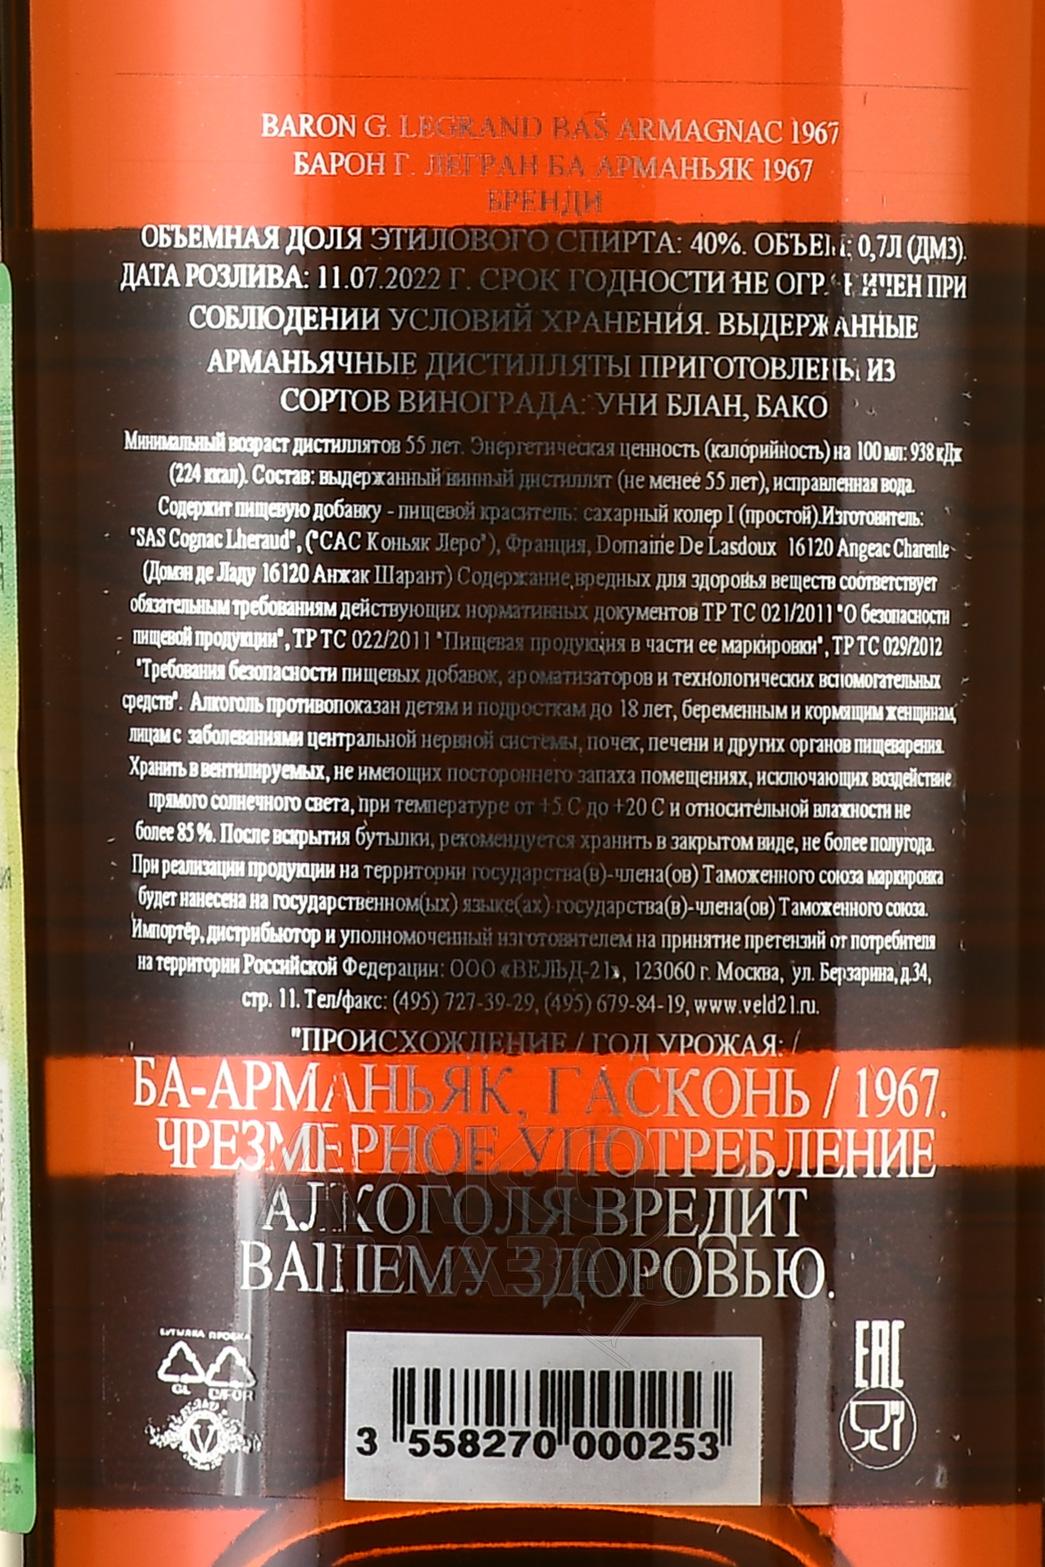 BARON G. LEGRAND BAS ARMAGNAC 1967
БАРОН Г. ЛЕГРАН БА АРМАНЬЯК 1967
БРЕНДИ
ОБЪЕМНАЯ ДОЛЯ ЭТИЛОВОГО СПИРТА: 40%. ОБЪЕМ: 0,7Л (ДМ3).
ДАТА РОЗЛИВА: 11.07.2022 Г. СРОК ГОДНОСТИ НЕ ОГРАНИЧЕН ПРИ
СОБЛЮДЕНИИ УСЛОВИЙ ХРАНЕНИЯ. ВЫДЕРЖАННЫЕ
АРМАНЬЯЧНЫЕ ДИСТИЛЛЯТЫ ПРИГОТОВЛЕНЫ ИЗ
СОРТОВ ВИНОГРАДА: УНИ БЛАН, БАКО
Минимальный возраст дистиллятов 55 лет. Энергетическая ценность (калорийность) на 100 мл: 938 кДж
(224 ккал). Состав: выдержанный винный дистиллят (не менее 55 лет), исправленная вода.
Содержит пищевую добавку - пищевой краситель: сахарный колер I (простой).Изготовитель:
"SAS Cognac Lheraud", ("САС Коньяк Леро"), Франция, Domaine De Lasdoux 16120 Angeac Charente
(Домэн де Ладу 16120 Анжак Шарант) Содержание вредных для здоровья веществ соответствует
обязательным требованиям действующих нормативных документов ТР ТС 021/2011 "О безопасности
пищевой продукции", ТР ТС 022/2011 "Пищевая продукция в части ее маркировки", ТР ТС 029/2012
"Требования безопасности пищевых добавок, ароматизаторов и технологических вспомогательных
средств". Алкоголь противопоказан детям и подросткам до 18 лет, беременным и кормящим женщинам,
лицам с заболеваниями центральной нервной системы, почек, печени и других органов пищеварения.
Хранить в вентилируемых, не имеющих постороннего запаха помещениях, исключающих воздействие
прямого солнечного света, при температуре от +5 С до +20 С и относительной влажности не
более 85 %. После вскрытия бутылки, рекомендуется хранить в закрытом виде, не более полугода.
При реализации продукции на территории государства(в)-члена(ов) Таможенного союза маркировка
будет нанесена на государственном(ых) языке(ах) государства(в)-члена(ов) Таможенного союза.
Импортёр, дистрибьютор и уполномоченный изготовителем на принятие претензий от потребителя
на территории Российской Федерации: ООО «ВЕЛЬД-21», 123060 г. Москва, ул. Берзарина, д.34,
стр. 11. Тел/факс: (495) 727-39-29, (495) 679-84-19, www.veld21.ru.
"ПРОИСХОЖДЕНИЕ / ГОД УРОЖАЯ: /
БА-АРМАНЬЯК, ГАСКОНЬ / 1967.
ЧРЕЗМЕРНОЕ УПОТРЕБЛЕНИЕ
АЛКОГОЛЯ ВРЕДИТ
ВАШЕМУ ЗДОРОВЬЮ.
БУТЫЛКА ПРОБКА
GL C/FOR
EAC
3 558270 000253